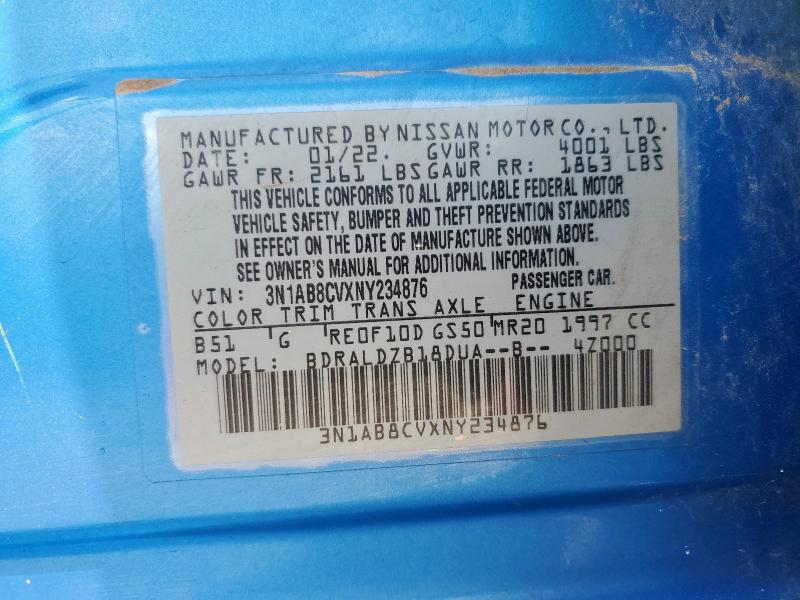 MANUFACTURED BY NISSAN MOTOR CO., LTD.
DATE: 01/22. GVWR: 4001 LBS
GAWR FR: 2161 LBS GAWR RR: 1863 LBS
THIS VEHICLE CONFORMS TO ALL APPLICABLE FEDERAL MOTOR
VEHICLE SAFETY, BUMPER AND THEFT PREVENTION STANDARDS
IN EFFECT ON THE DATE OF MANUFACTURE SHOWN ABOVE.
SEE OWNER'S MANUAL FOR ADDITIONAL INFORMATION.
VIN: 3N1AB8CVXNY234876 PASSENGER CAR.
COLOR TRIM TRANS AXLE ENGINE
B51 G RE0F10D GS50 MR20 1997 CC
MODEL: BDRALDZB18DUA--B-- 4Z000
3N1AB8CVXNY234876